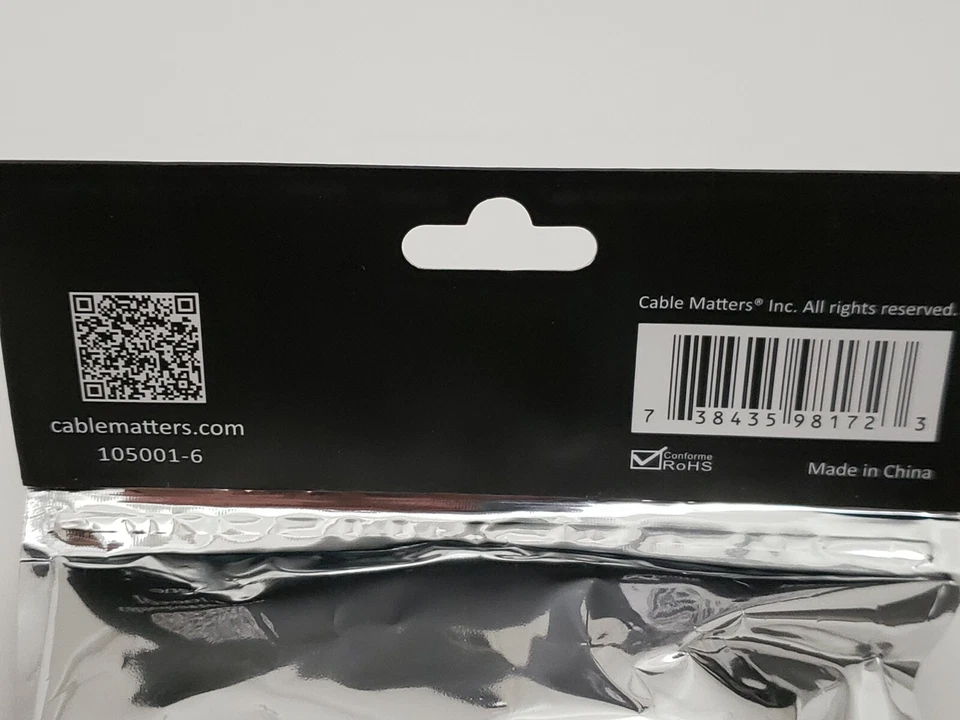 cablematters.com
105001-6
Cable Matters® Inc. All rights reserved.
7 38435 98172 3
Conforme
RoHS
Made in China